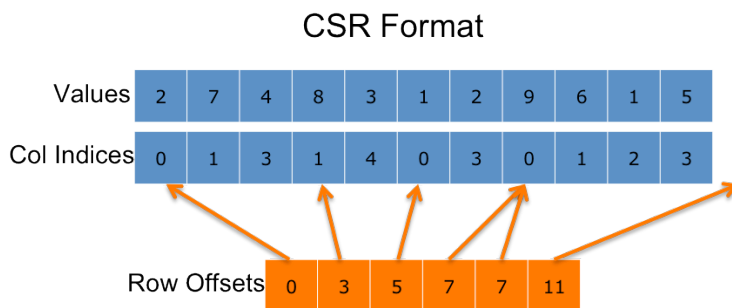 CSR Format
Values 2 7 4 8 3 1 2 9 6 1 5
Col Indices 0 1 3 1 4 0 3 0 1 2 3
Row Offsets 0 3 5 7 7 11